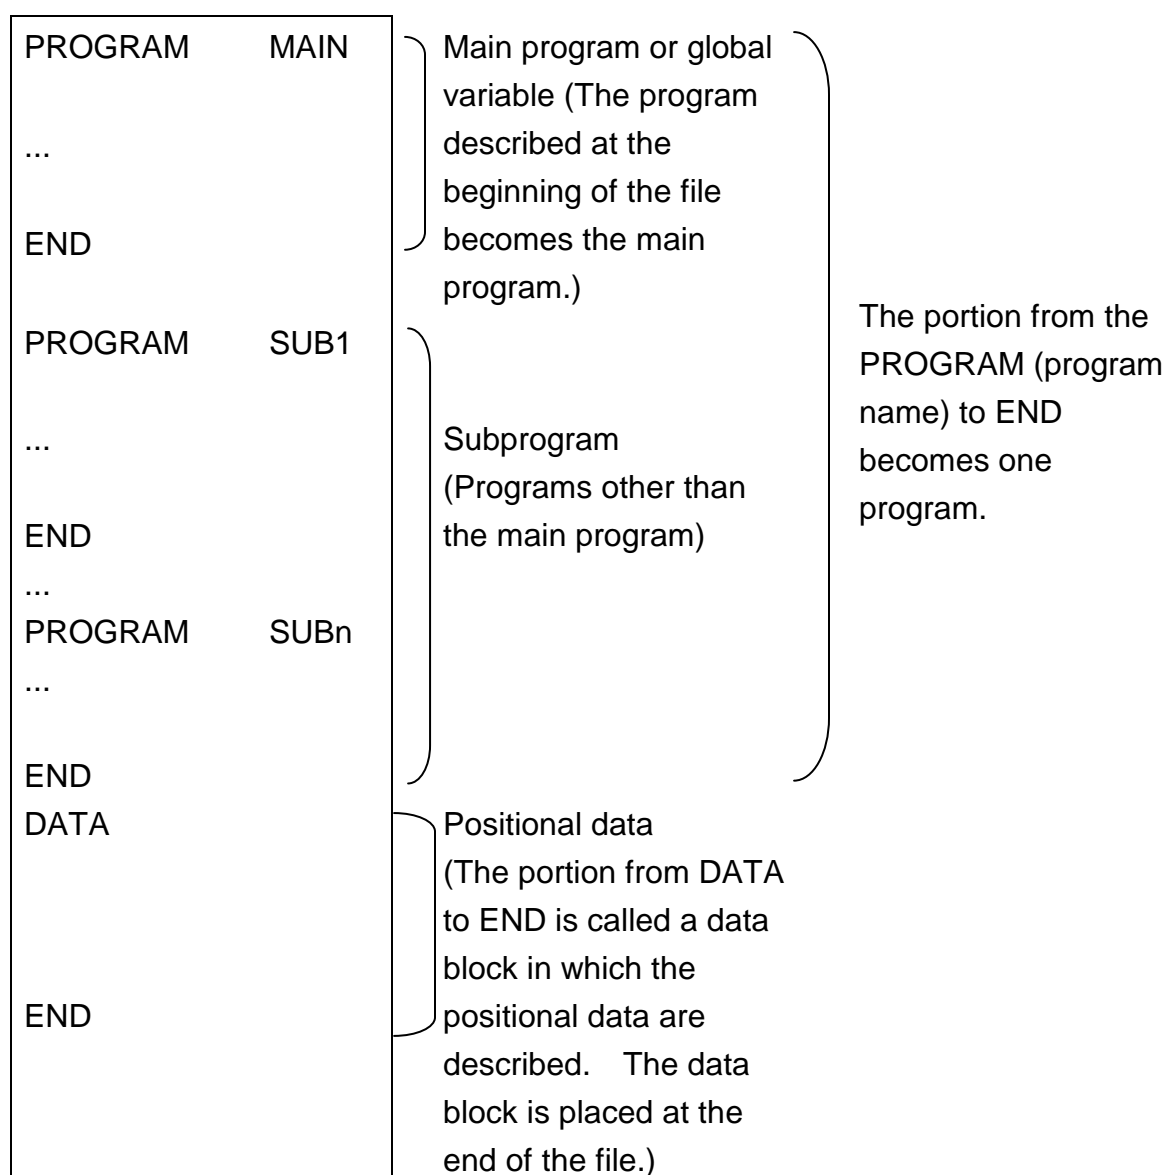 PROGRAM MAIN
...
END
PROGRAM SUB1
...
END
...
PROGRAM SUBn
...
END
DATA
END
Main program or global
variable (The program
described at the
beginning of the file
becomes the main
program.)
Subprogram
(Programs other than
the main program)
Positional data
(The portion from DATA
to END is called a data
block in which the
positional data are
described. The data
block is placed at the
end of the file.)
The portion from the
PROGRAM (program
name) to END
becomes one
program.